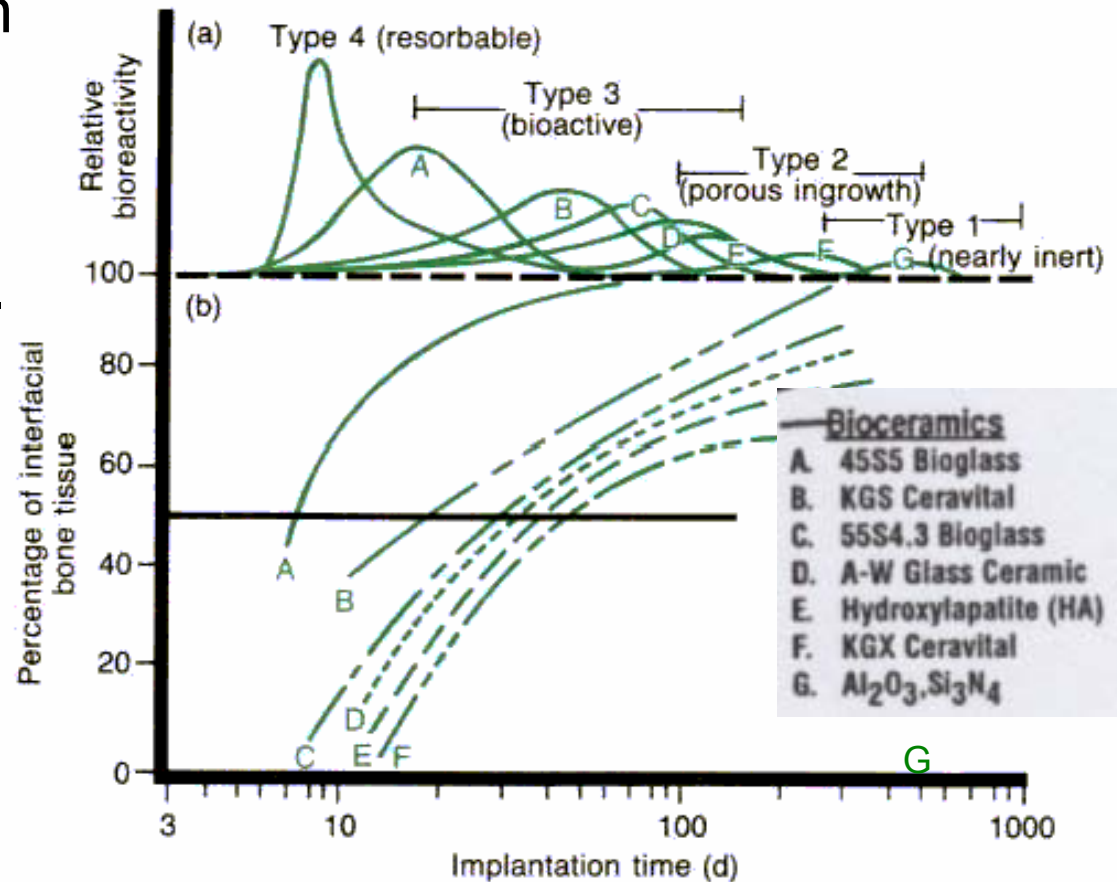 n
(a)
Type 4 (resorbable)
Relative
bioreactivity
Type 3
(bioactive)
Type 2
(porous ingrowth)
Type 1
(nearly inert)
A
B
C
D
E
F
G
100
(b)
80
60
40
20
0
Percentage of interfacial
bone tissue
A
B
C
D
E
F
G
Bioceramics
A. 45S5 Bioglass
B. KGS Ceravital
C. 55S4.3 Bioglass
D. A-W Glass Ceramic
E. Hydroxylapatite (HA)
F. KGX Ceravital
G. Al₂O₃,Si₃N₄
3
10
100
1000
Implantation time (d)